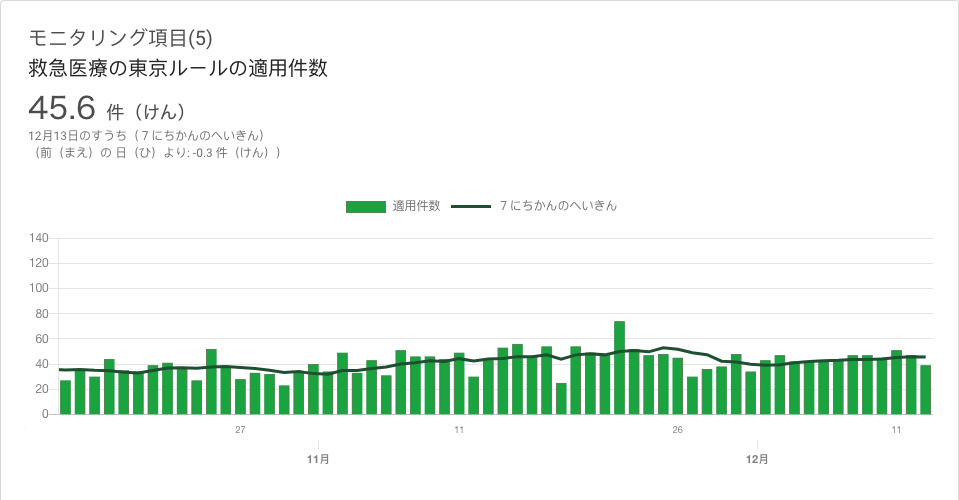 モニタリング項目(5)
救急医療の東京ルールの適用件数
45.6 件（けん）
12月13日のすうち（７にちかんのへいきん）
（前（まえ）の 日（ひ）より: -0.3 件（けん））
適用件数 ７にちかんのへいきん
140
120
100
80
60
40
20
0
27 11 26 11
11月 12月